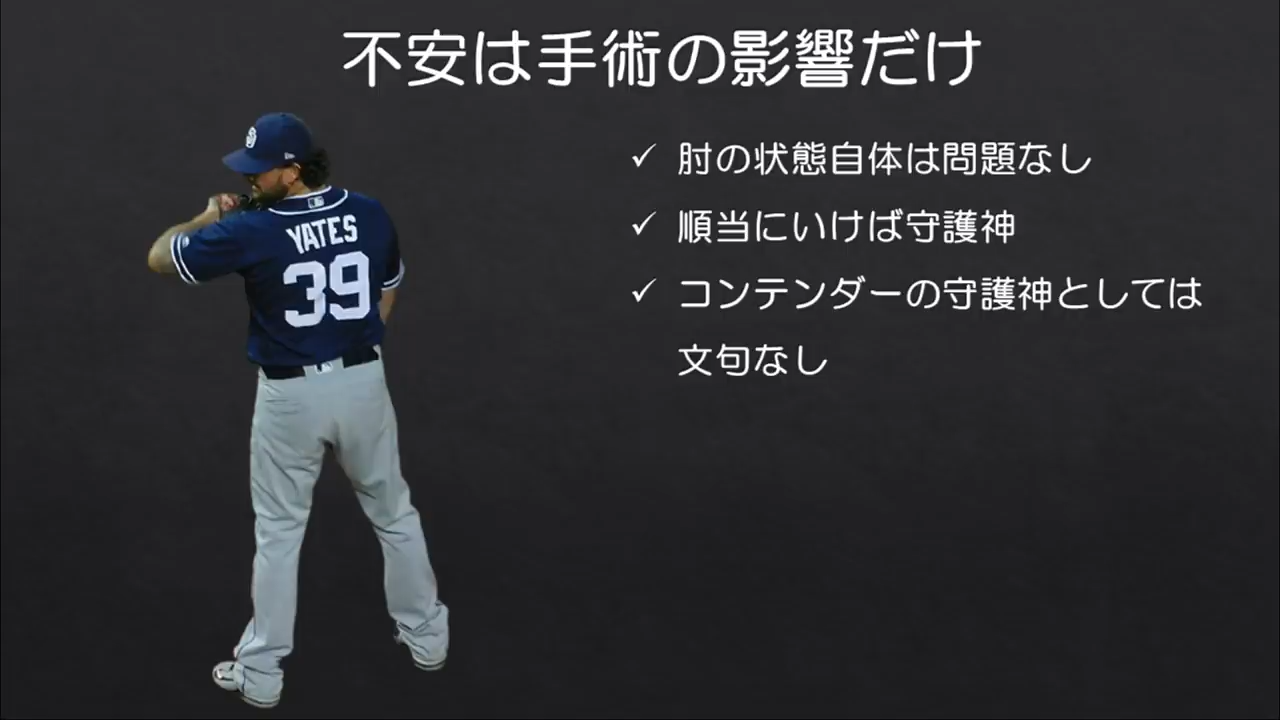 不安は手術の影響だけ
✓ 肘の状態自体は問題なし
✓ 順当にいけば守護神
✓ コンテンダーの守護神としては
文句なし
YATES
39